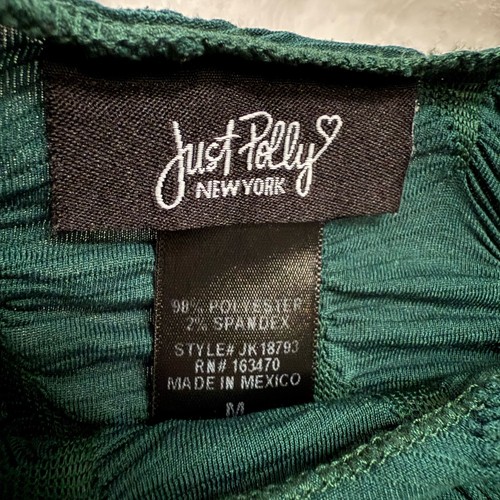 Just Polly
NEW YORK
98% POLYESTER
2% SPANDEX
STYLE# JK18793
RN# 163470
MADE IN MEXICO
M